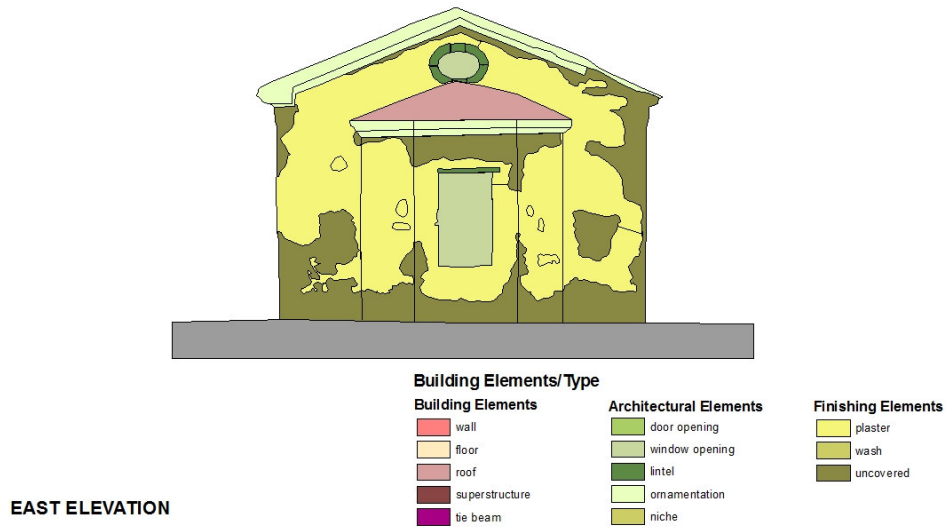 Building Elements/Type
Building Elements
wall
floor
roof
superstructure
tie beam
Architectural Elements
door opening
window opening
lintel
ornamentation
niche
Finishing Elements
plaster
wash
uncovered
EAST ELEVATION